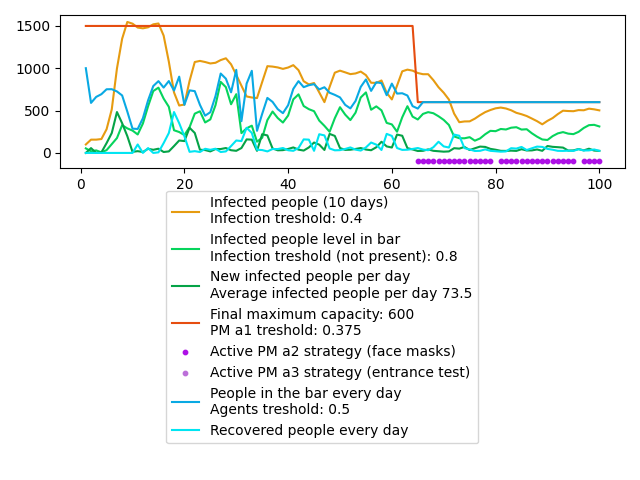 1500
1000
500
0
0 20 40 60 80 100
Infected people (10 days)
Infection treshold: 0.4
Infected people level in bar
Infection treshold (not present): 0.8
New infected people per day
Average infected people per day 73.5
Final maximum capacity: 600
PM a1 treshold: 0.375
Active PM a2 strategy (face masks)
Active PM a3 strategy (entrance test)
People in the bar every day
Agents treshold: 0.5
Recovered people every day